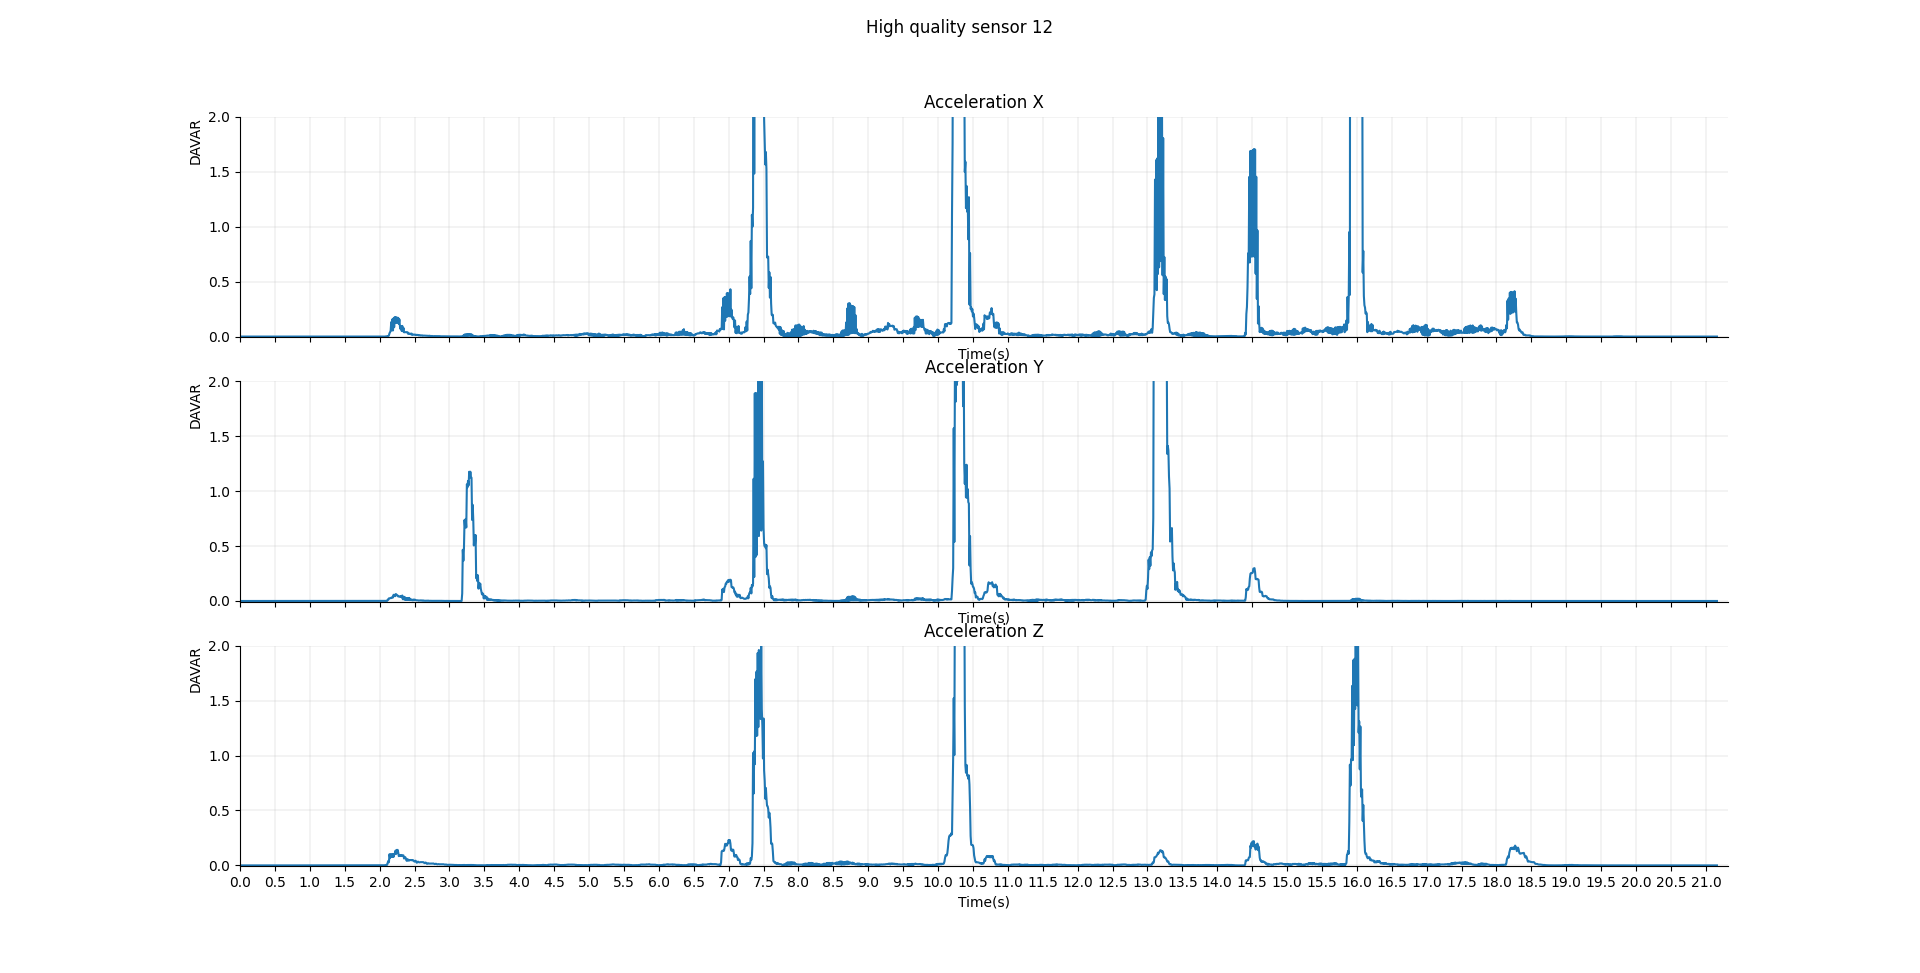 High quality sensor 12
Acceleration X
DAVAR
2.0
1.5
1.0
0.5
0.0
Time(s)
Acceleration Y
DAVAR
2.0
1.5
1.0
0.5
0.0
Time(s)
Acceleration Z
DAVAR
2.0
1.5
1.0
0.5
0.0
0.0 0.5 1.0 1.5 2.0 2.5 3.0 3.5 4.0 4.5 5.0 5.5 6.0 6.5 7.0 7.5 8.0 8.5 9.0 9.5 10.0 10.5 11.0 11.5 12.0 12.5 13.0 13.5 14.0 14.5 15.0 15.5 16.0 16.5 17.0 17.5 18.0 18.5 19.0 19.5 20.0 20.5 21.0
Time(s)